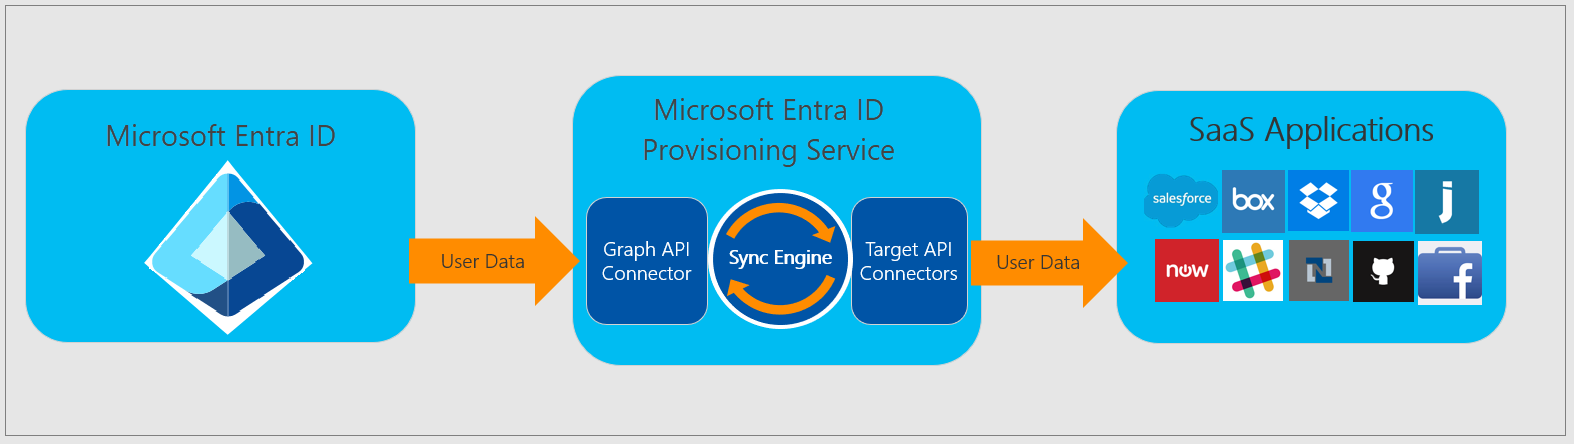 Microsoft Entra ID
User Data
Microsoft Entra ID
Provisioning Service
Graph API
Connector
Sync Engine
Target API
Connectors
User Data
SaaS Applications
salesforce
box
g
j
now
N
f